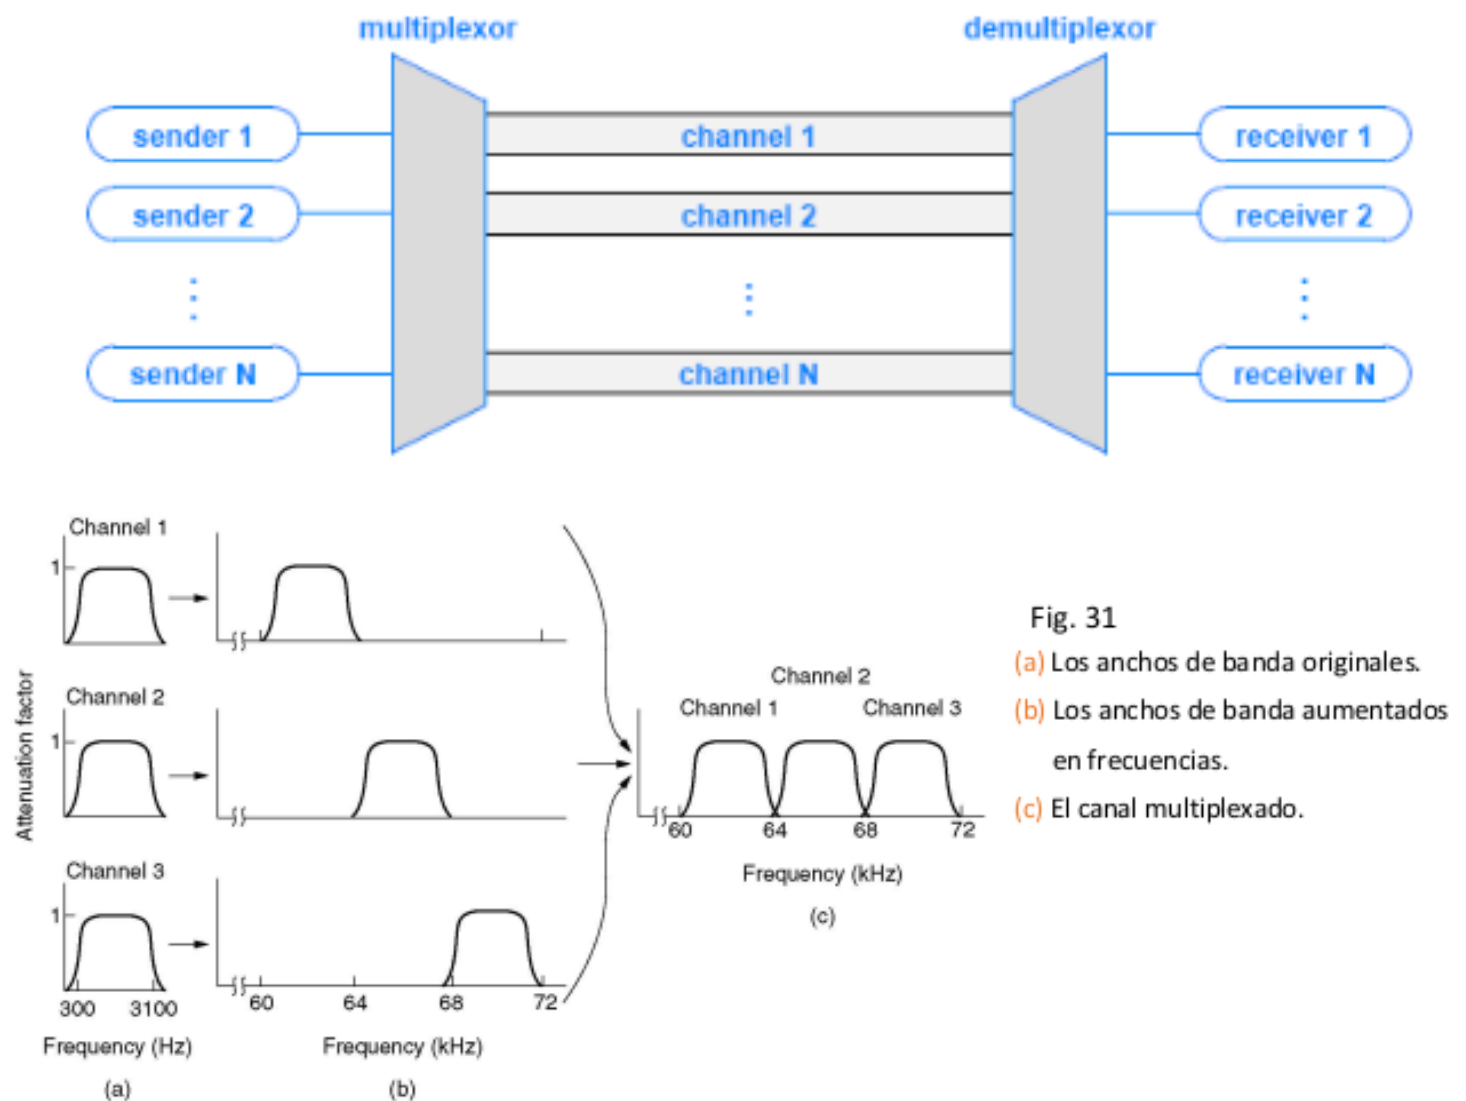 multiplexor
demultiplexor
sender 1
channel 1
receiver 1
sender 2
channel 2
receiver 2
sender N
channel N
receiver N
Channel 1
1
Channel 2
1
Channel 3
1
Attenuation factor
300 3100
Frequency (Hz)
(a)
60 64 68 72
Frequency (kHz)
(b)
Channel 2
Channel 1
Channel 3
60 64 68 72
Frequency (kHz)
(c)
Fig. 31
(a) Los anchos de banda originales.
(b) Los anchos de banda aumentados
en frecuencias.
(c) El canal multiplexado.